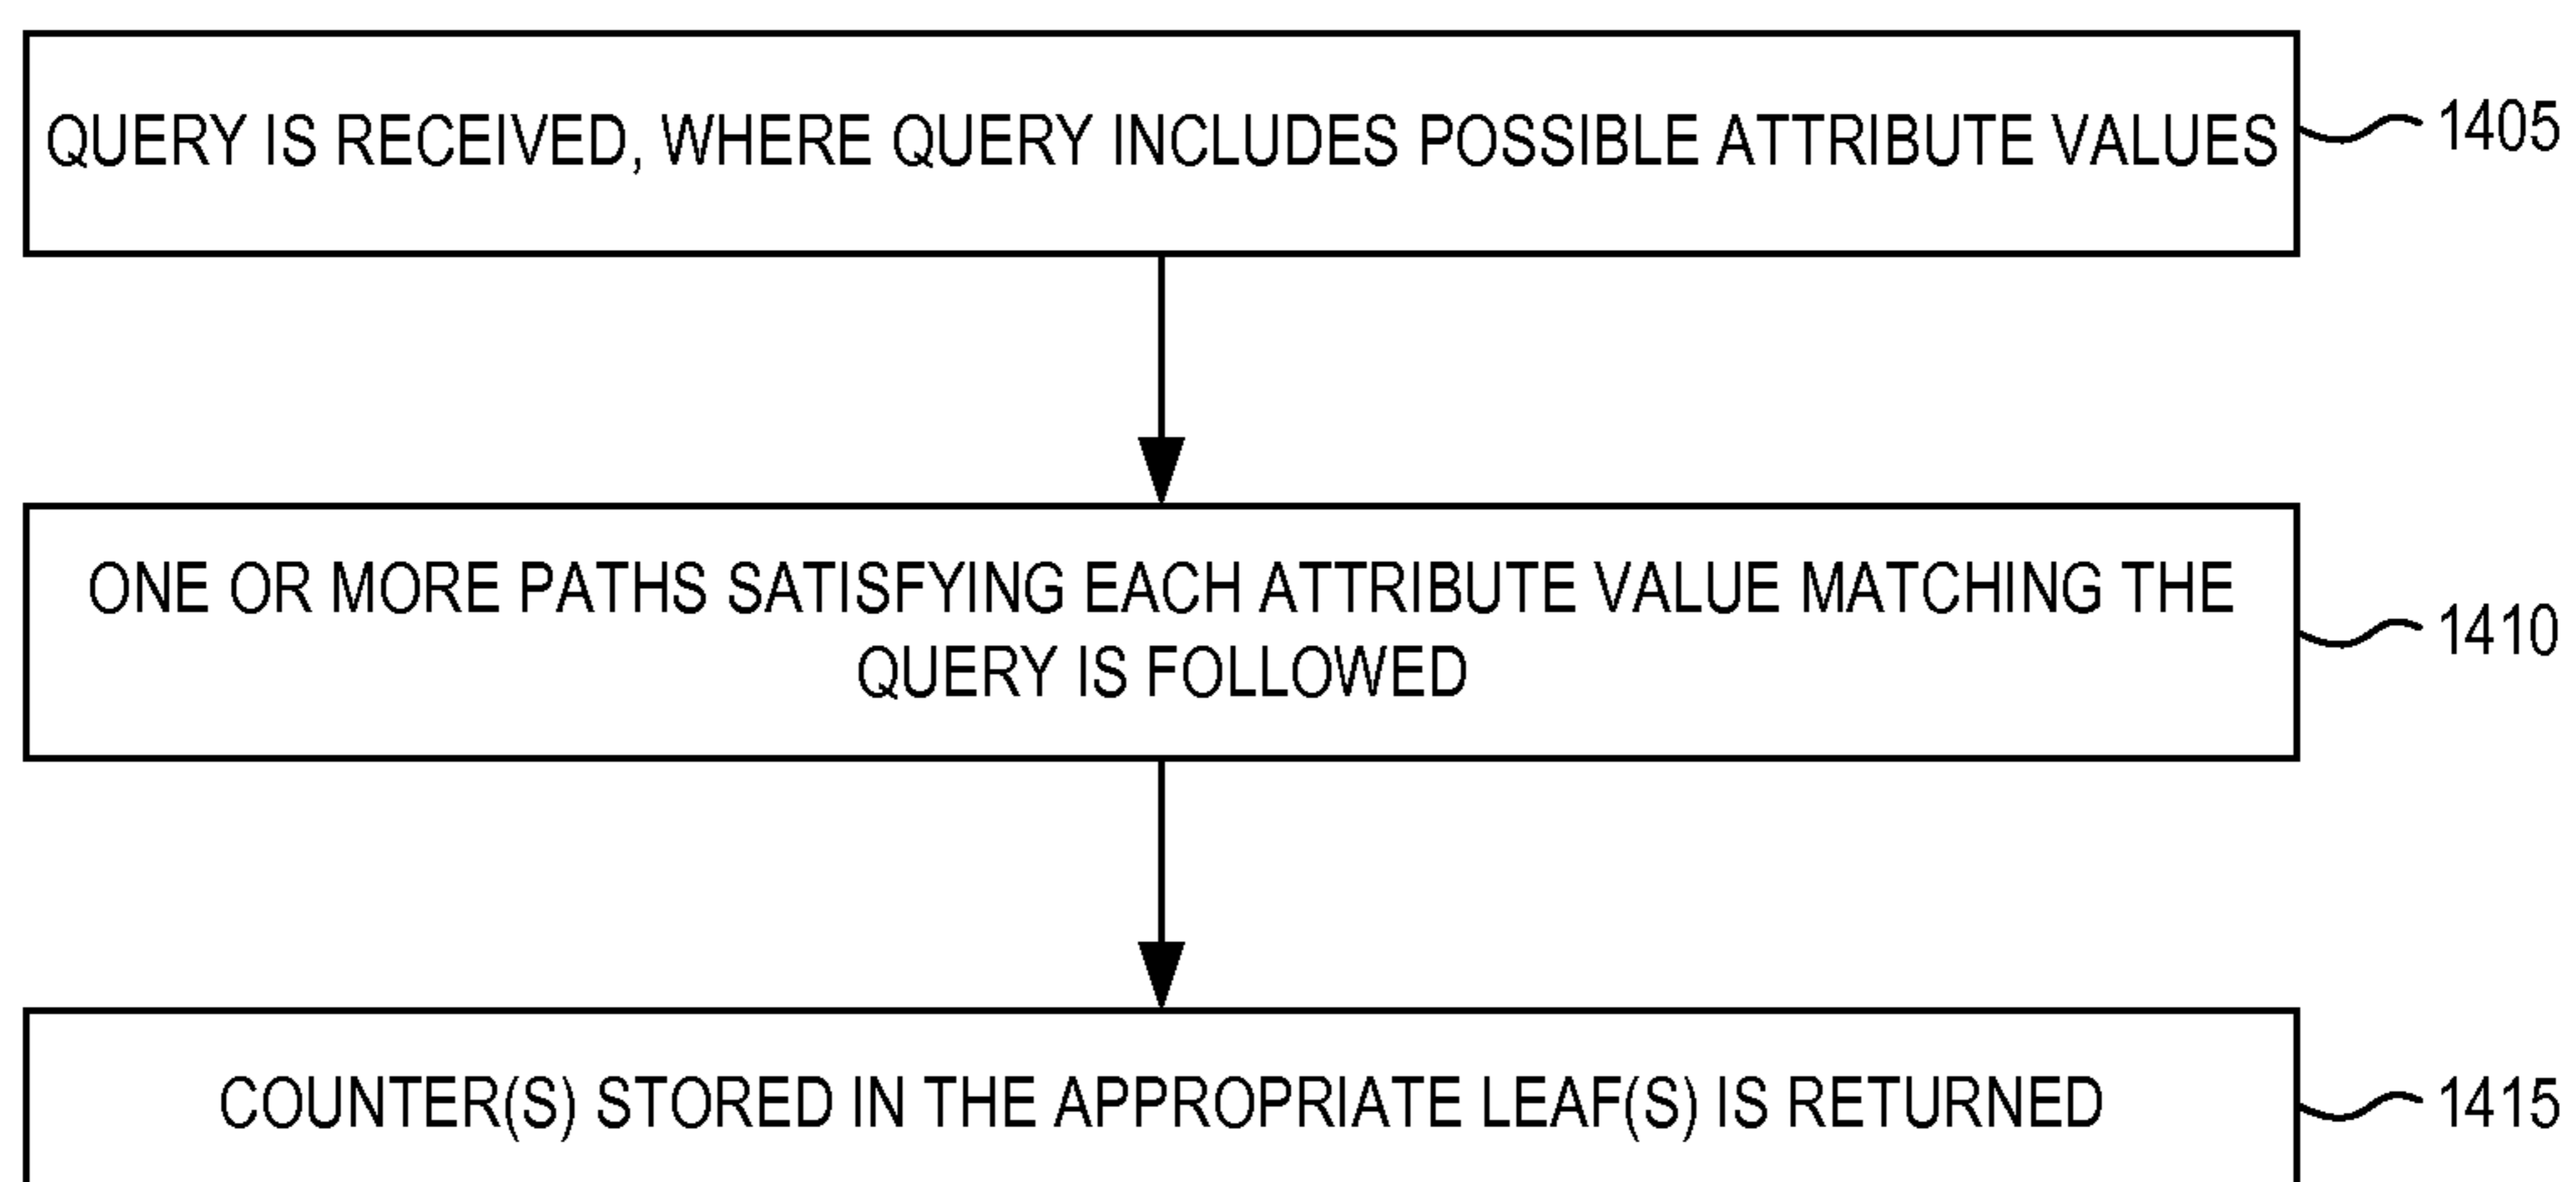 QUERY IS RECEIVED, WHERE QUERY INCLUDES POSSIBLE ATTRIBUTE VALUES
1405
ONE OR MORE PATHS SATISFYING EACH ATTRIBUTE VALUE MATCHING THE
QUERY IS FOLLOWED
1410
COUNTER(S) STORED IN THE APPROPRIATE LEAF(S) IS RETURNED
1415